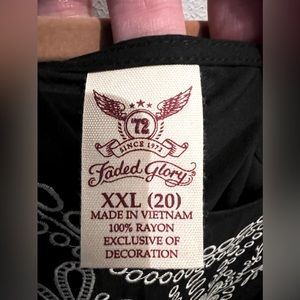 72
SINCE 1972
Faded Glory
XXL (20)
MADE IN VIETNAM
100% RAYON
EXCLUSIVE OF
DECORATION